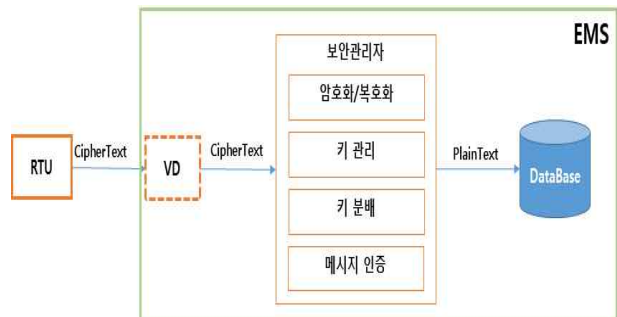 EMS
보안관리자
암호화/복호화
키 관리
키 분배
메시지 인증
RTU
CipherText
VD
CipherText
PlainText
DataBase